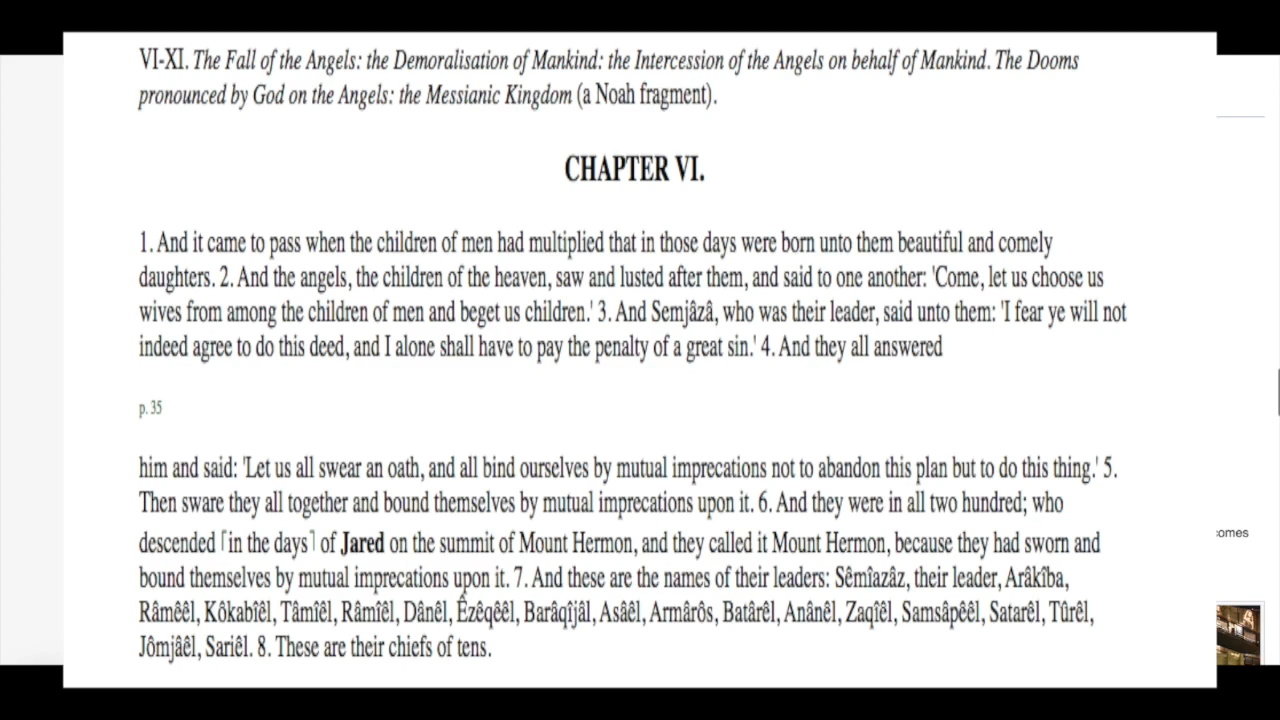 VI-XI. The Fall of the Angels: the Demoralisation of Mankind: the Intercession of the Angels on behalf of Mankind. The Dooms
pronounced by God on the Angels: the Messianic Kingdom (a Noah fragment).
CHAPTER VI.
1. And it came to pass when the children of men had multiplied that in those days were born unto them beautiful and comely
daughters. 2. And the angels, the children of the heaven, saw and lusted after them, and said to one another: 'Come, let us choose us
wives from among the children of men and beget us children.' 3. And Semjâzâ, who was their leader, said unto them: 'I fear ye will not
indeed agree to do this deed, and I alone shall have to pay the penalty of a great sin.' 4. And they all answered
p. 35
him and said: 'Let us all swear an oath, and all bind ourselves by mutual imprecations not to abandon this plan but to do this thing.' 5.
Then sware they all together and bound themselves by mutual imprecations upon it. 6. And they were in all two hundred; who
descended ⌈in the days⌉ of Jared on the summit of Mount Hermon, and they called it Mount Hermon, because they had sworn and
bound themselves by mutual imprecations upon it. 7. And these are the names of their leaders: Sêmîazâz, their leader, Arâkîba,
Râmêêl, Kôkabîêl, Tâmîêl, Râmîêl, Dânêl, Êzêqêêl, Barâqîjâl, Asâêl, Armârôs, Batârêl, Anânêl, Zaqîêl, Samsâpêêl, Satarêl, Tûrêl,
Jômjâêl, Sariêl. 8. These are their chiefs of tens.
comes